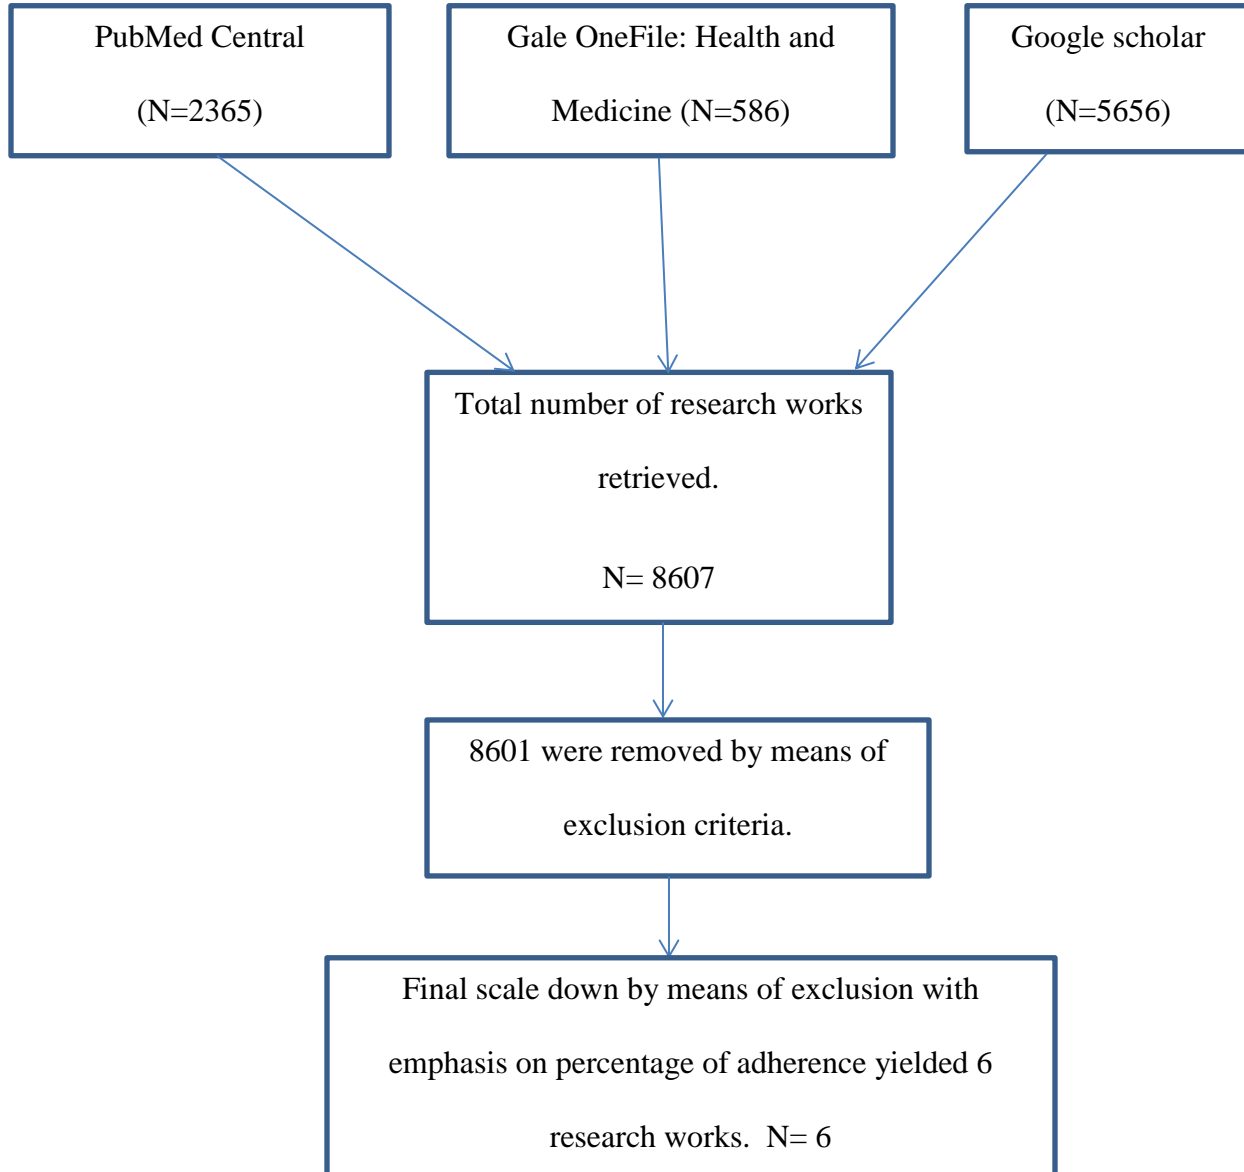 PubMed Central
(N=2365)
Gale OneFile: Health and
Medicine (N=586)
Google scholar
(N=5656)
Total number of research works
retrieved.
N= 8607
8601 were removed by means of
exclusion criteria.
Final scale down by means of exclusion with
emphasis on percentage of adherence yielded 6
research works.  N= 6